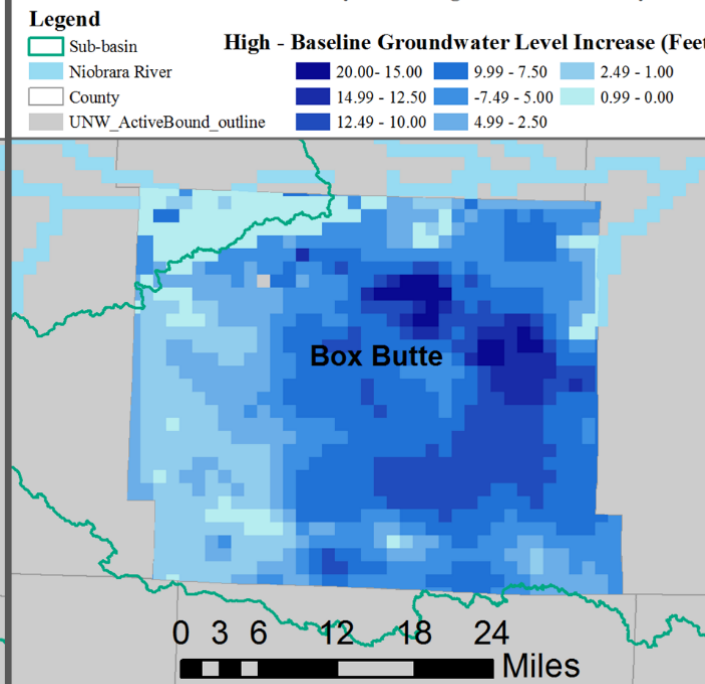 Legend
Sub-basin
Niobrara River
County
UNW_ActiveBound_outline
High - Baseline Groundwater Level Increase (Feet
20.00- 15.00
14.99 - 12.50
12.49 - 10.00
9.99 - 7.50
-7.49 - 5.00
4.99 - 2.50
2.49 - 1.00
0.99 - 0.00
Box Butte
0 3 6 12 18 24
Miles